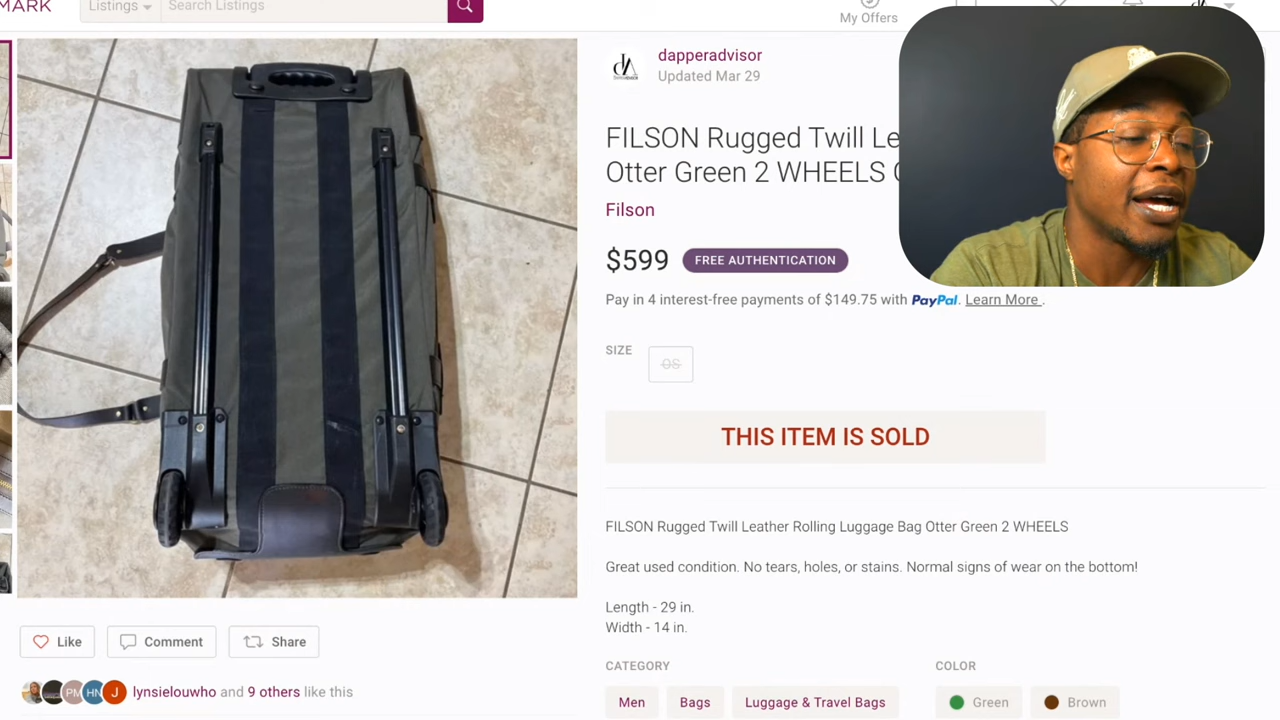 MARK
Listings
Search Listings
My Offers
dA
dapperadvisor
Updated Mar 29
FILSON Rugged Twill Le
Otter Green 2 WHEELS
Filson
$599 FREE AUTHENTICATION
Pay in 4 interest-free payments of $149.75 with PayPal. Learn More .
SIZE
OS
THIS ITEM IS SOLD
FILSON Rugged Twill Leather Rolling Luggage Bag Otter Green 2 WHEELS
Great used condition. No tears, holes, or stains. Normal signs of wear on the bottom!
Length - 29 in.
Width - 14 in.
Like
Comment
Share
CATEGORY
COLOR
PM HN J lynsielouwho and 9 others like this
Men
Bags
Luggage & Travel Bags
Green
Brown